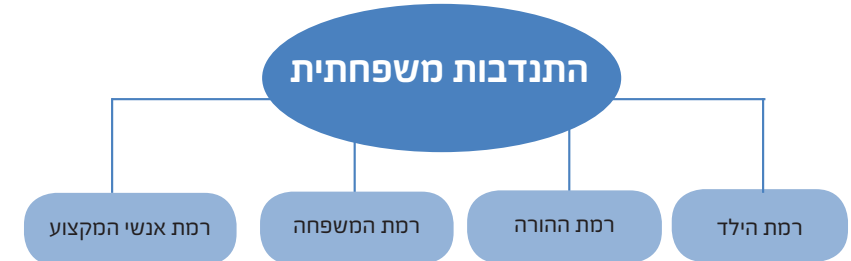 התנדבות משפחתית
רמת הילד
רמת ההורה
רמת המשפחה
רמת אנשי המקצוע